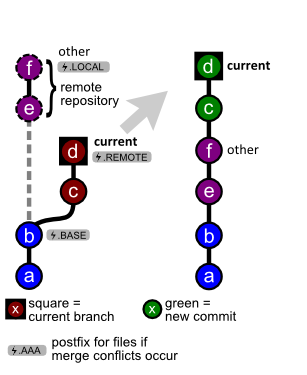 other
f
⚡.LOCAL
remote
repository
e
current
d
⚡.REMOTE
c
b
⚡.BASE
a
d
current
c
f
other
e
b
a
x
square =
current branch
x
green =
new commit
⚡.AAA
postfix for files if
merge conflicts occur